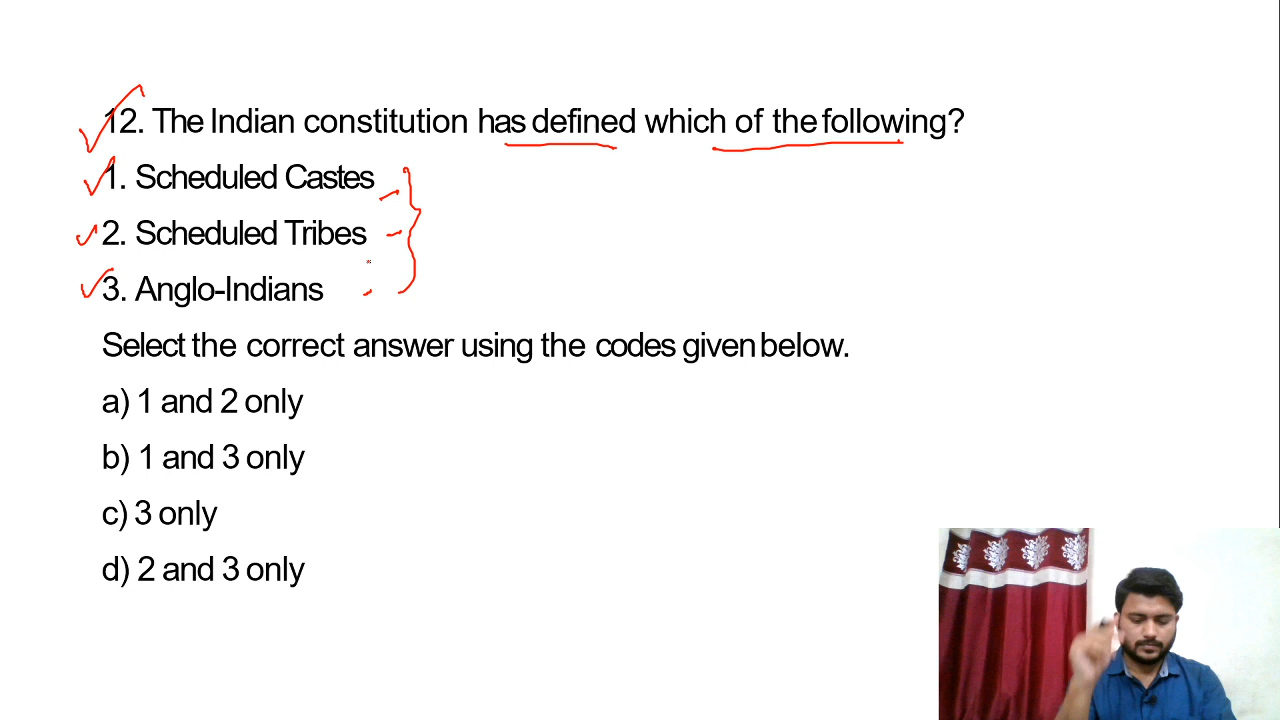 12. The Indian constitution has defined which of the following?
1. Scheduled Castes
2. Scheduled Tribes
3. Anglo-Indians
Select the correct answer using the codes given below.
a) 1 and 2 only
b) 1 and 3 only
c) 3 only
d) 2 and 3 only